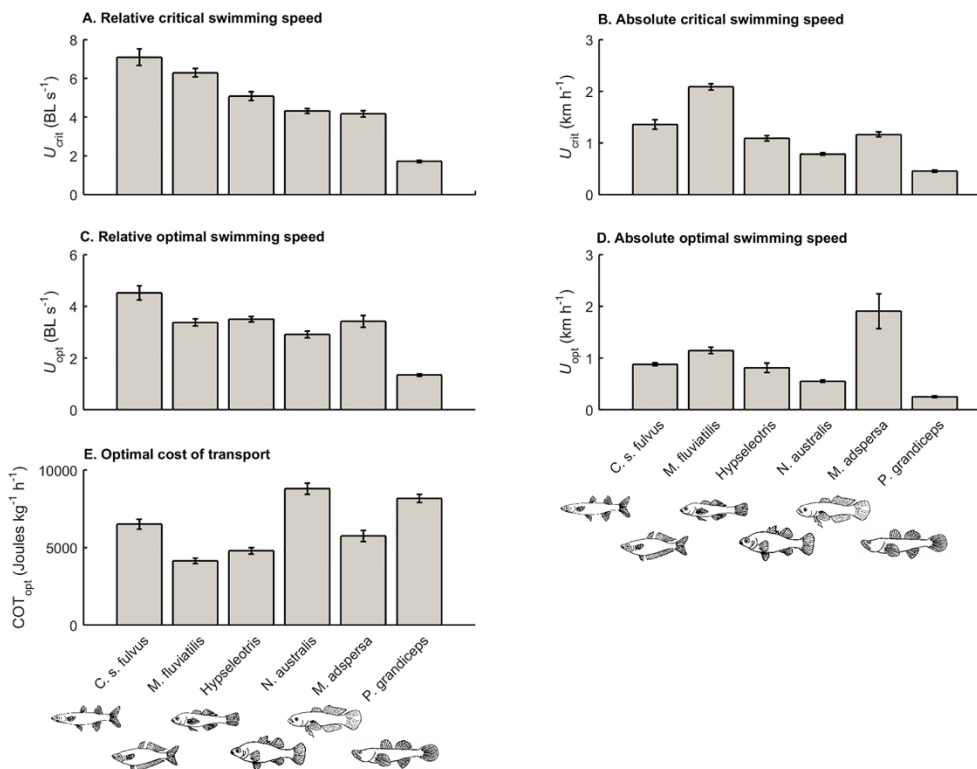 A. Relative critical swimming speed
8
6
4
2
0
U_crit (BL s⁻¹)
B. Absolute critical swimming speed
3
2
1
0
U_crit (km h⁻¹)
C. Relative optimal swimming speed
6
4
2
0
U_opt (BL s⁻¹)
D. Absolute optimal swimming speed
3
2
1
0
U_opt (km h⁻¹)
C. s. fulvus
M. fluviatilis
Hypseleotris
N. australis
M. adspersa
P. grandiceps
E. Optimal cost of transport
10000
5000
0
COT_opt (Joules kg⁻¹ h⁻¹)
C. s. fulvus
M. fluviatilis
Hypseleotris
N. australis
M. adspersa
P. grandiceps